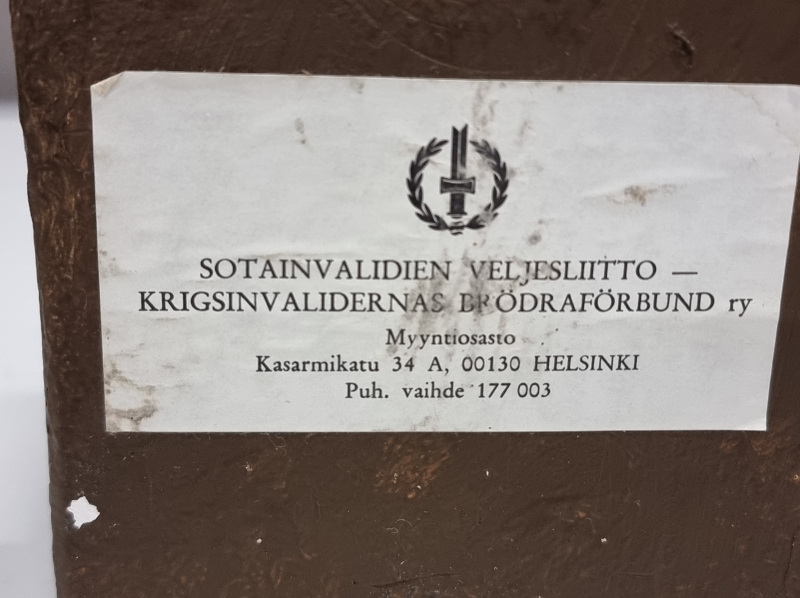 SOTAINVALIDIEN VELJESLIITTO —
KRIGSINVALIDERNAS BRÖDRAFÖRBUND ry
Myyntiosasto
Kasarmikatu 34 A, 00130 HELSINKI
Puh. vaihde 177 003